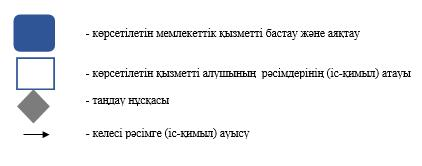 - көрсетілетін мемлекеттік қызметті бастау және аяқтау
- көрсетілетін қызметті алушының рәсімдерінің (іс-қимыл) атауы
- таңдау нұсқасы
- келесі рәсімге (іс-қимыл) ауысу